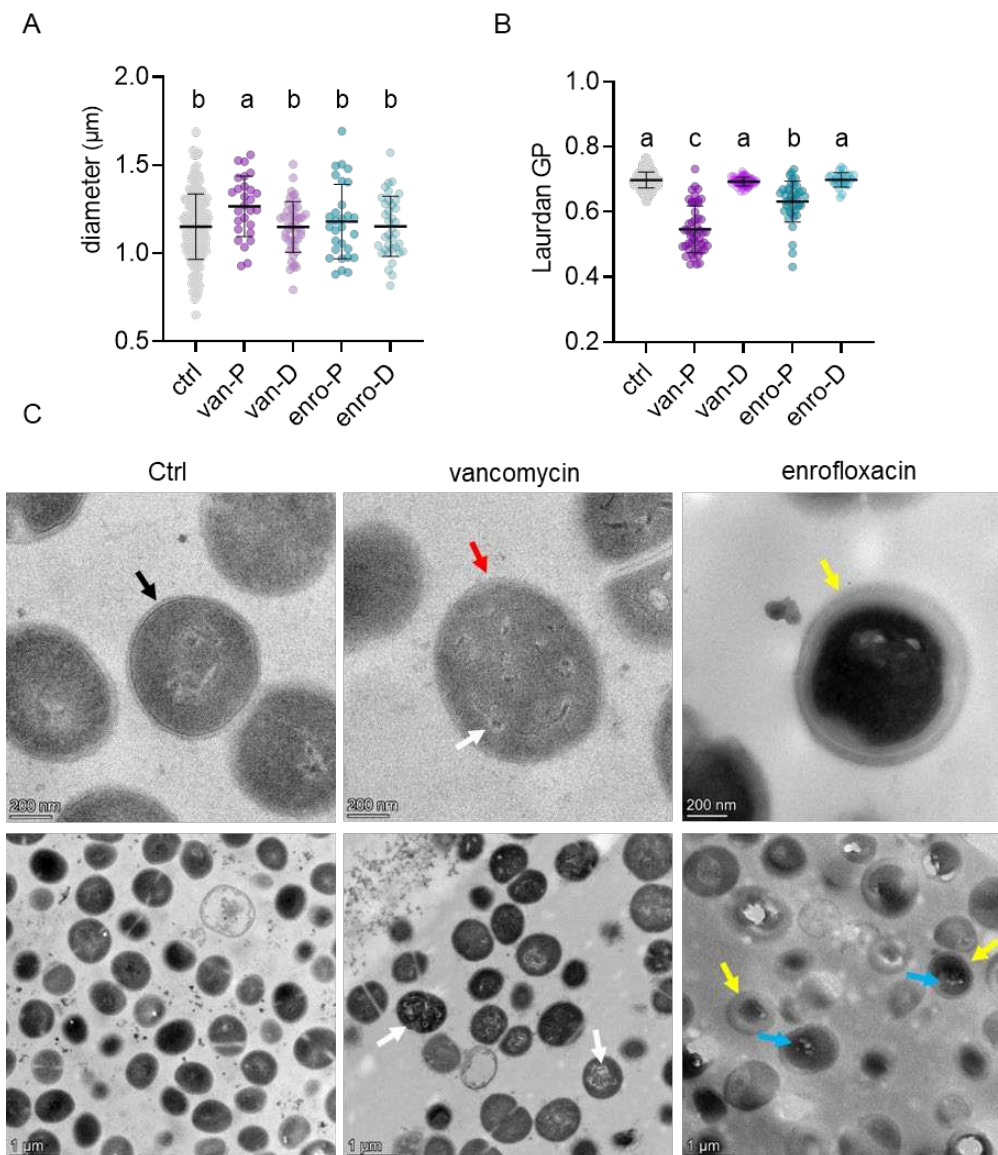 A
diameter (µm)
2.0
1.5
1.0
0.5
b a b b b
ctrl van-P van-D enro-P enro-D
B
Laurdan GP
1.0
0.8
0.6
0.4
0.2
a c a b a
ctrl van-P van-D enro-P enro-D
C
Ctrl vancomycin enrofloxacin
200 nm 200 nm 200 nm
1 µm 1 µm 1 µm